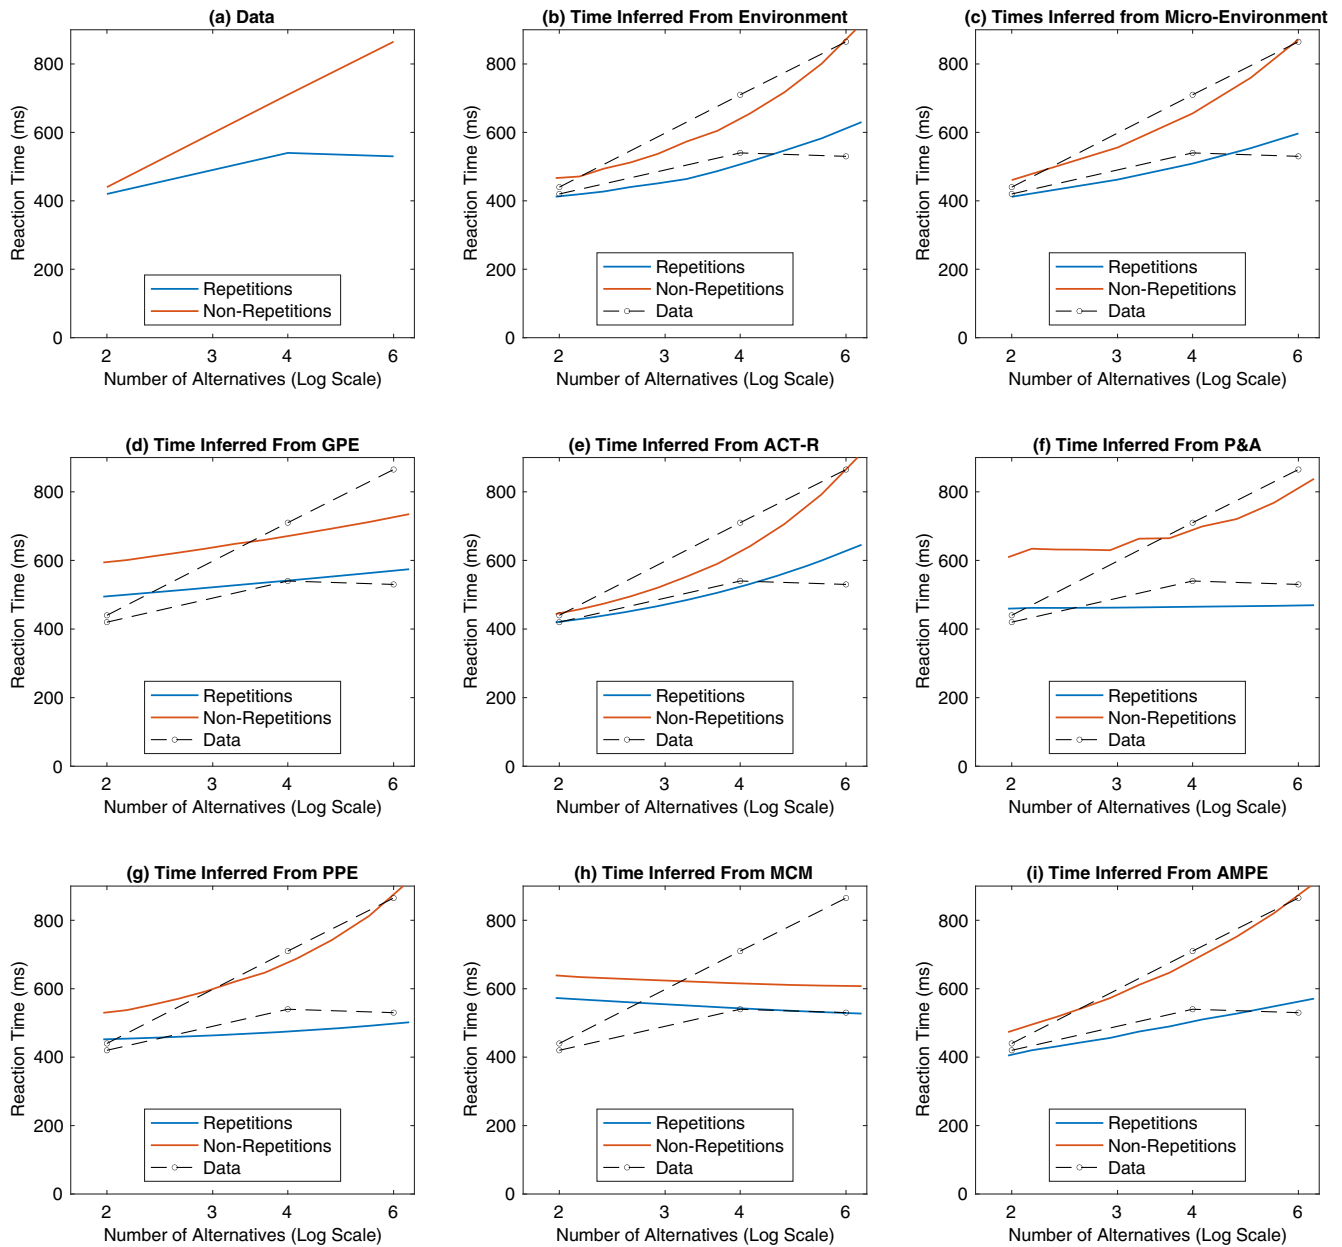 (a) Data
Reaction Time (ms)
800
600
400
200
0
Repetitions
Non-Repetitions
2 3 4 6
Number of Alternatives (Log Scale)
(b) Time Inferred From Environment
Reaction Time (ms)
800
600
400
200
0
Repetitions
Non-Repetitions
Data
2 3 4 6
Number of Alternatives (Log Scale)
(c) Times Inferred from Micro-Environment
Reaction Time (ms)
800
600
400
200
0
Repetitions
Non-Repetitions
Data
2 3 4 6
Number of Alternatives (Log Scale)
(d) Time Inferred From GPE
Reaction Time (ms)
800
600
400
200
0
Repetitions
Non-Repetitions
Data
2 3 4 6
Number of Alternatives (Log Scale)
(e) Time Inferred From ACT-R
Reaction Time (ms)
800
600
400
200
0
Repetitions
Non-Repetitions
Data
2 3 4 6
Number of Alternatives (Log Scale)
(f) Time Inferred From P&A
Reaction Time (ms)
800
600
400
200
0
Repetitions
Non-Repetitions
Data
2 3 4 6
Number of Alternatives (Log Scale)
(g) Time Inferred From PPE
Reaction Time (ms)
800
600
400
200
0
Repetitions
Non-Repetitions
Data
2 3 4 6
Number of Alternatives (Log Scale)
(h) Time Inferred From MCM
Reaction Time (ms)
800
600
400
200
0
Repetitions
Non-Repetitions
Data
2 3 4 6
Number of Alternatives (Log Scale)
(i) Time Inferred From AMPE
Reaction Time (ms)
800
600
400
200
0
Repetitions
Non-Repetitions
Data
2 3 4 6
Number of Alternatives (Log Scale)